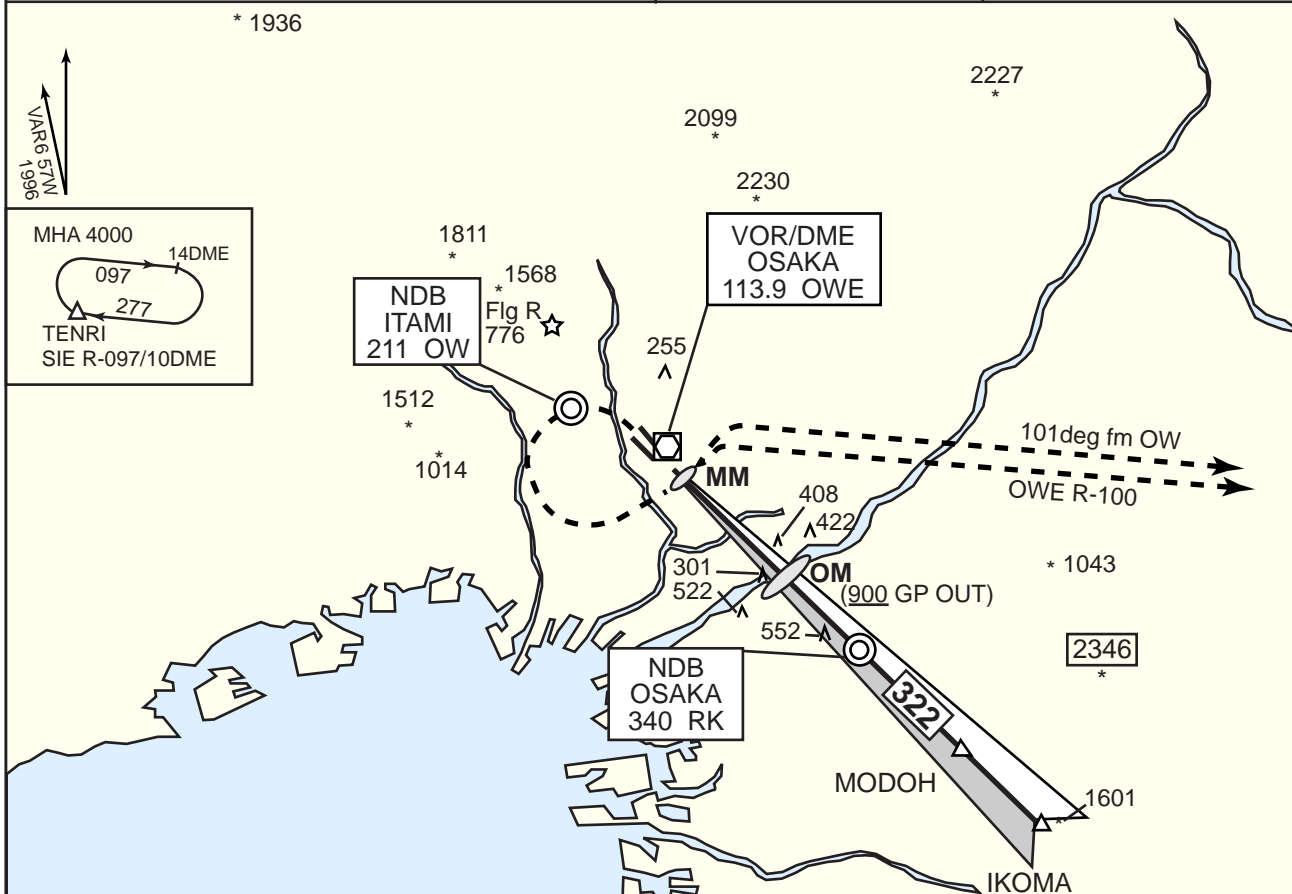 1936
2227
2099
VAR6 57W
1996
2230
MHA 4000
14DME
097
277
TENRI
SIE R-097/10DME
1811
1568
VOR/DME
OSAKA
113.9 OWE
NDB
ITAMI
211 OW
Flg R
776
255
1512
1014
101deg fm OW
OWE R-100
MM
408
422
301
522
OM
(900 GP OUT)
1043
552
2346
NDB
OSAKA
340 RK
322
MODOH
1601
IKOMA